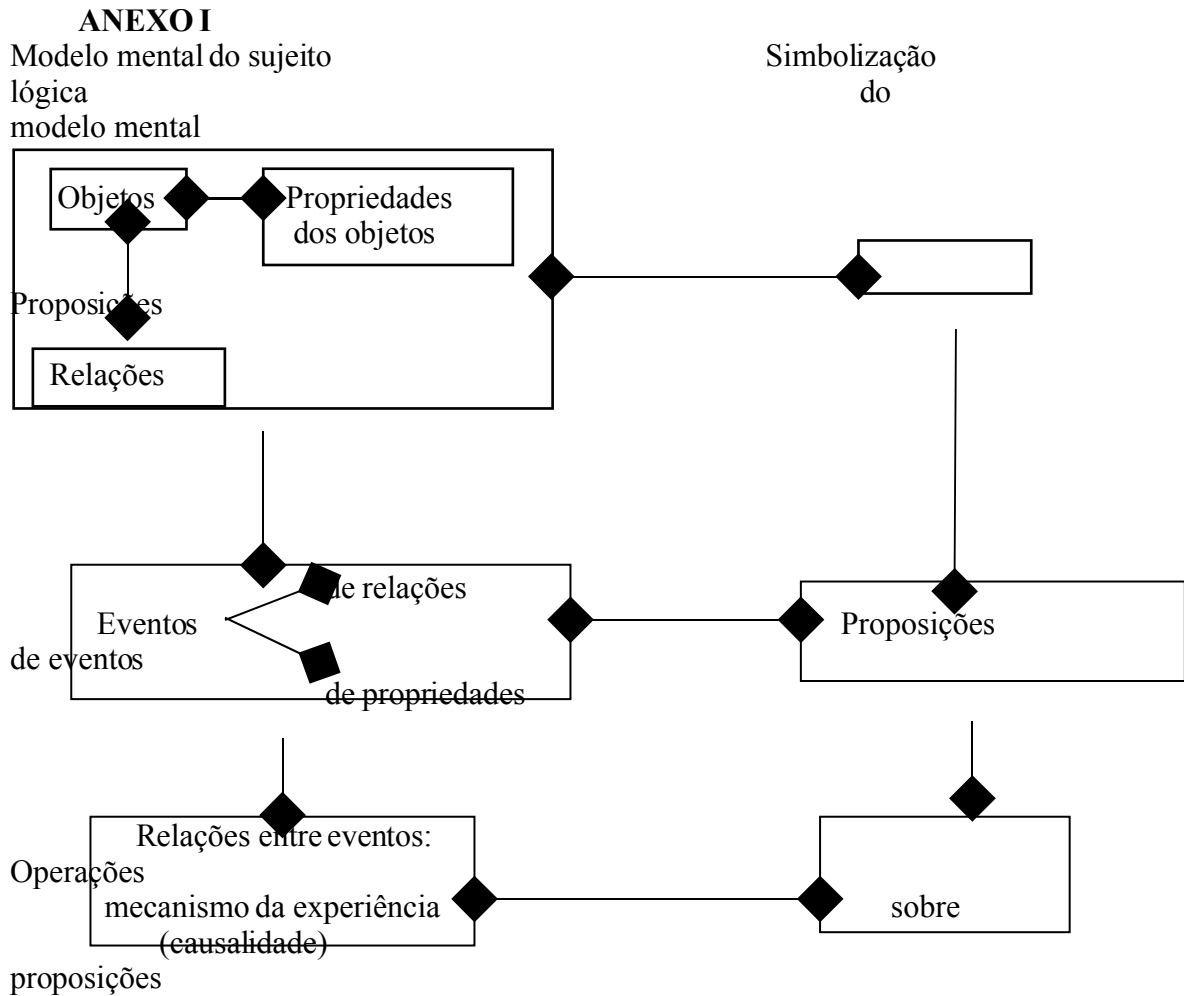 ANEXO I
Modelo mental do sujeito Simbolização
lógica do
modelo mental
Objetos Propriedades
dos objetos
Proposições
Relações
de relações
Eventos Proposições
de eventos
de propriedades
Relações entre eventos:
Operações
mecanismo da experiência sobre
(causalidade)
proposições